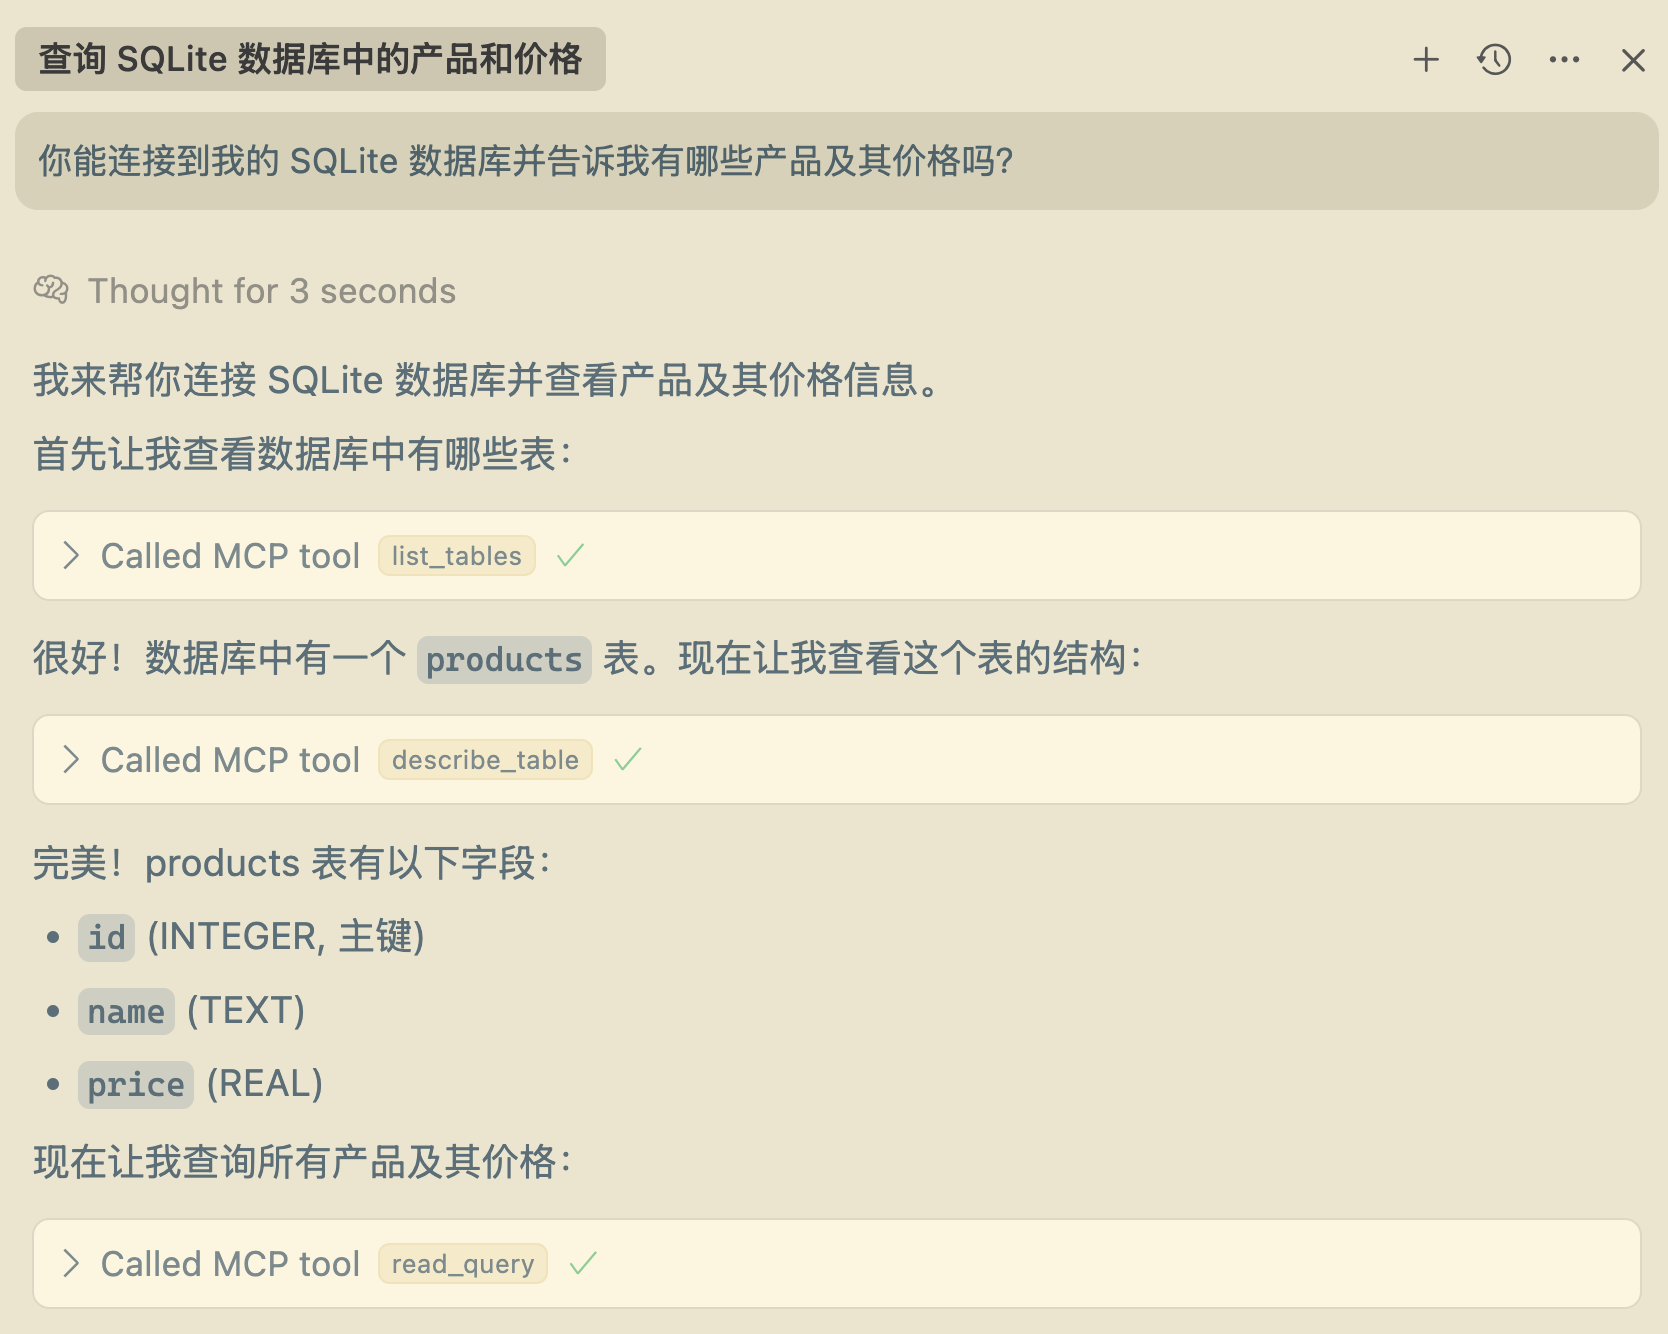 查询 SQLite 数据库中的产品和价格
你能连接到我的 SQLite 数据库并告诉我有哪些产品及其价格吗?
Thought for 3 seconds
我来帮你连接 SQLite 数据库并查看产品及其价格信息。
首先让我查看数据库中有哪些表：
Called MCP tool list_tables
很好！数据库中有一个 products 表。现在让我查看这个表的结构：
Called MCP tool describe_table
完美！products 表有以下字段：
• id (INTEGER, 主键)
• name (TEXT)
• price (REAL)
现在让我查询所有产品及其价格：
Called MCP tool read_query